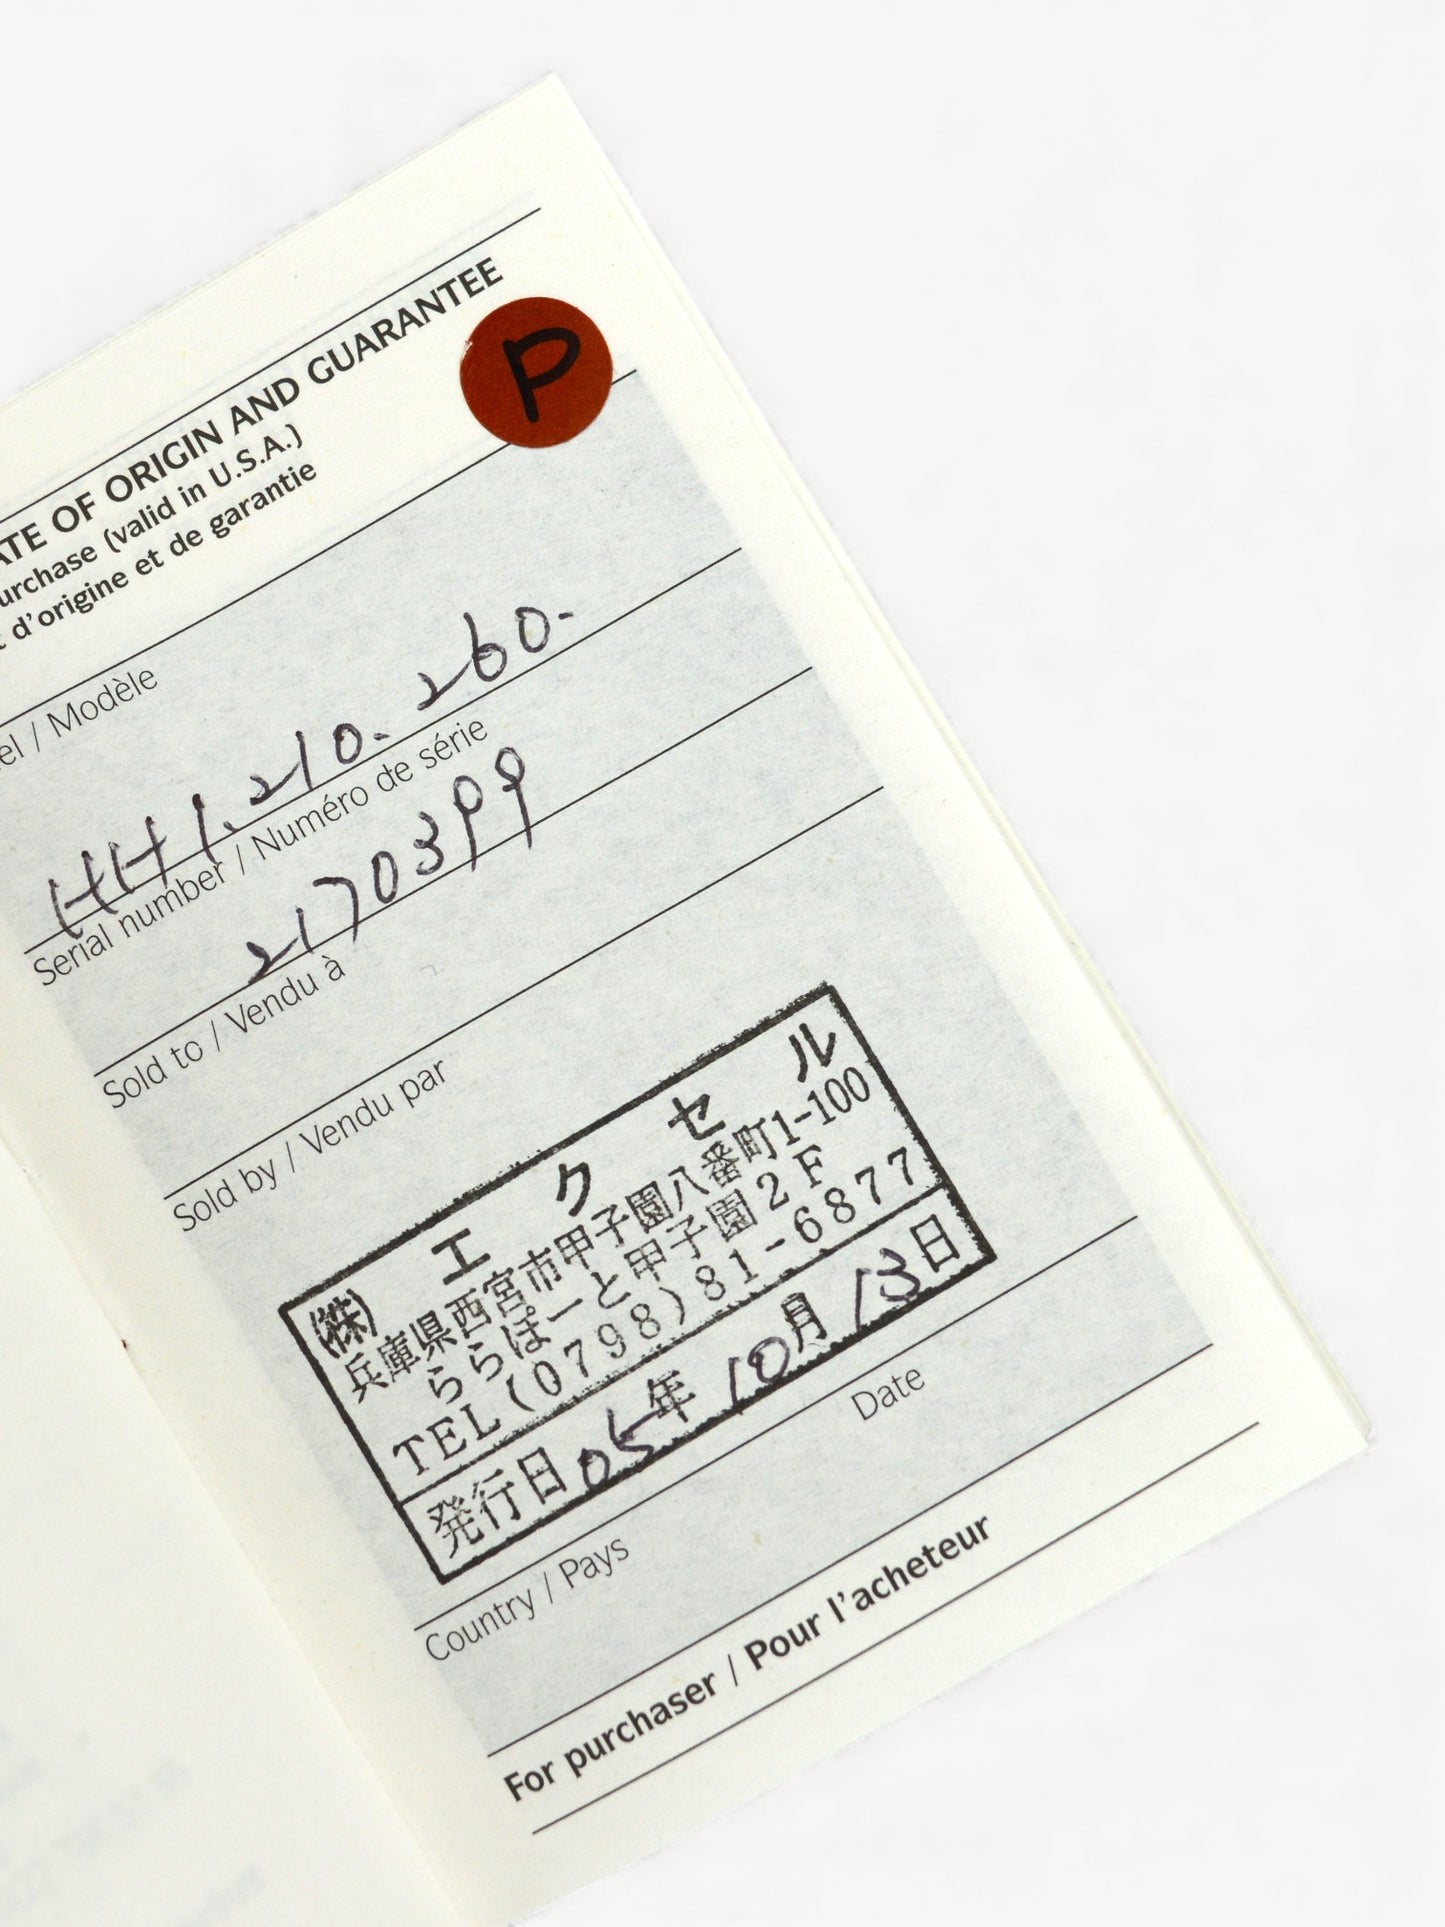 ATE OF ORIGIN AND GUARANTEE
urchase (valid in U.S.A.)
d'origine et de garantie
P
el / Modèle
HH1.210.260.
Serial number / Numéro de série
2170399
Sold to / Vendu à
Sold by / Vendu par
㈱エクセル
兵庫県西宮市甲子園八番町1-100
ららぽーと甲子園2F
TEL(0798)81-6877
発行日05年10月13日
Date
Country / Pays
For purchaser / Pour l'acheteur